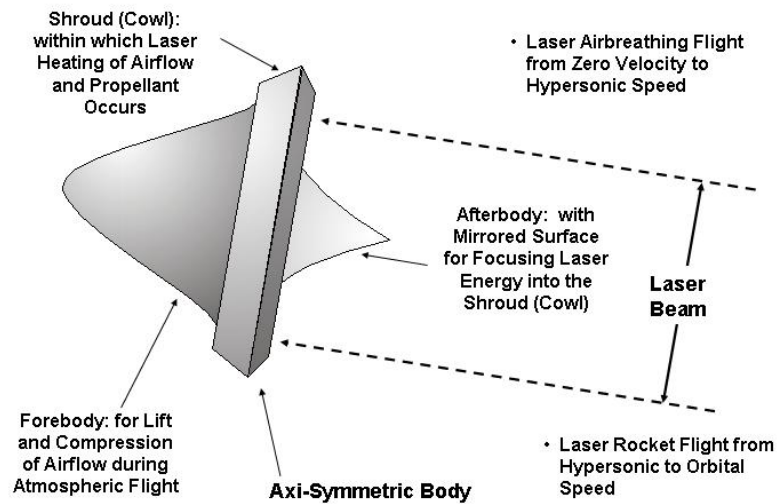 Shroud (Cowl):
within which Laser
Heating of Airflow
and Propellant
Occurs
• Laser Airbreathing Flight
from Zero Velocity to
Hypersonic Speed
Afterbody: with
Mirrored Surface
for Focusing Laser
Energy into the
Shroud (Cowl)
Laser
Beam
Forebody: for Lift
and Compression
of Airflow during
Atmospheric Flight
Axi-Symmetric Body
• Laser Rocket Flight from
Hypersonic to Orbital
Speed